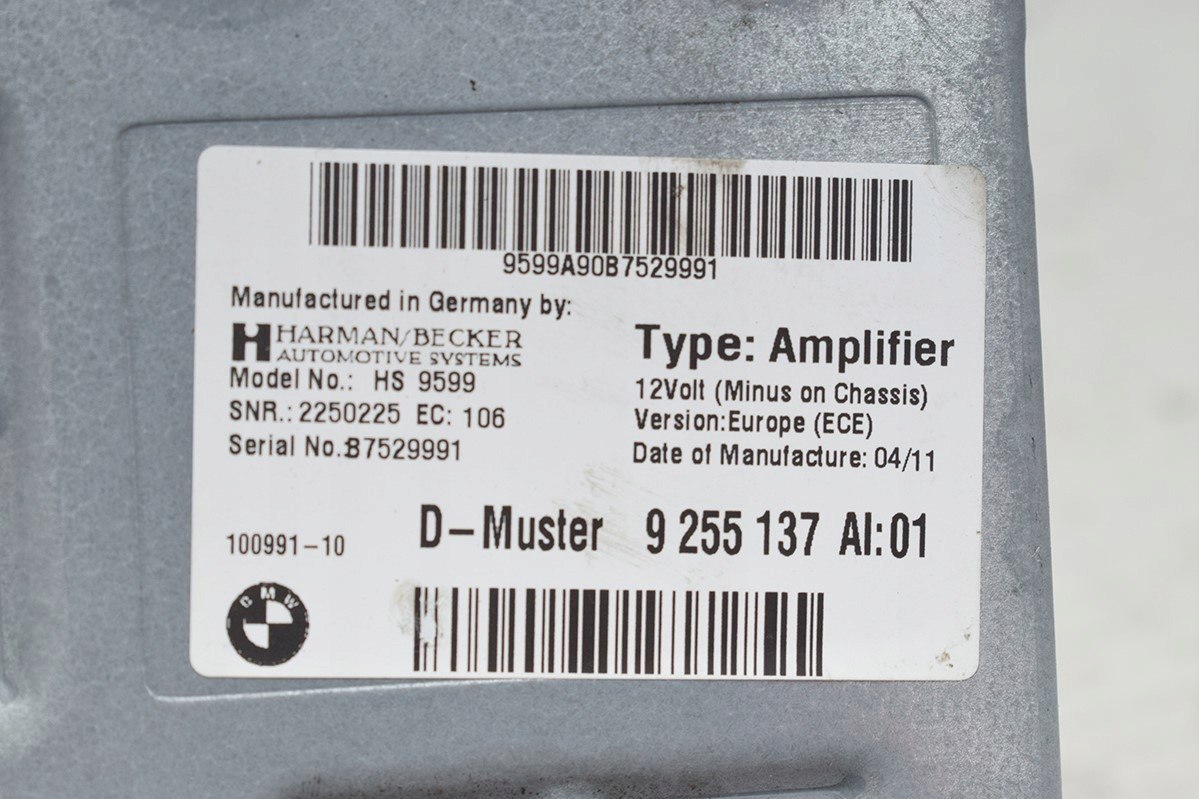 9599A90B7529991
Manufactured in Germany by:
H HARMAN/BECKER
AUTOMOTIVE SYSTEMS
Model No.: HS 9599
SNR.: 2250225 EC: 106
Serial No.:B7529991
Type: Amplifier
12Volt (Minus on Chassis)
Version:Europe (ECE)
Date of Manufacture: 04/11
D-Muster 9 255 137 AI:01
100991-10
BMW